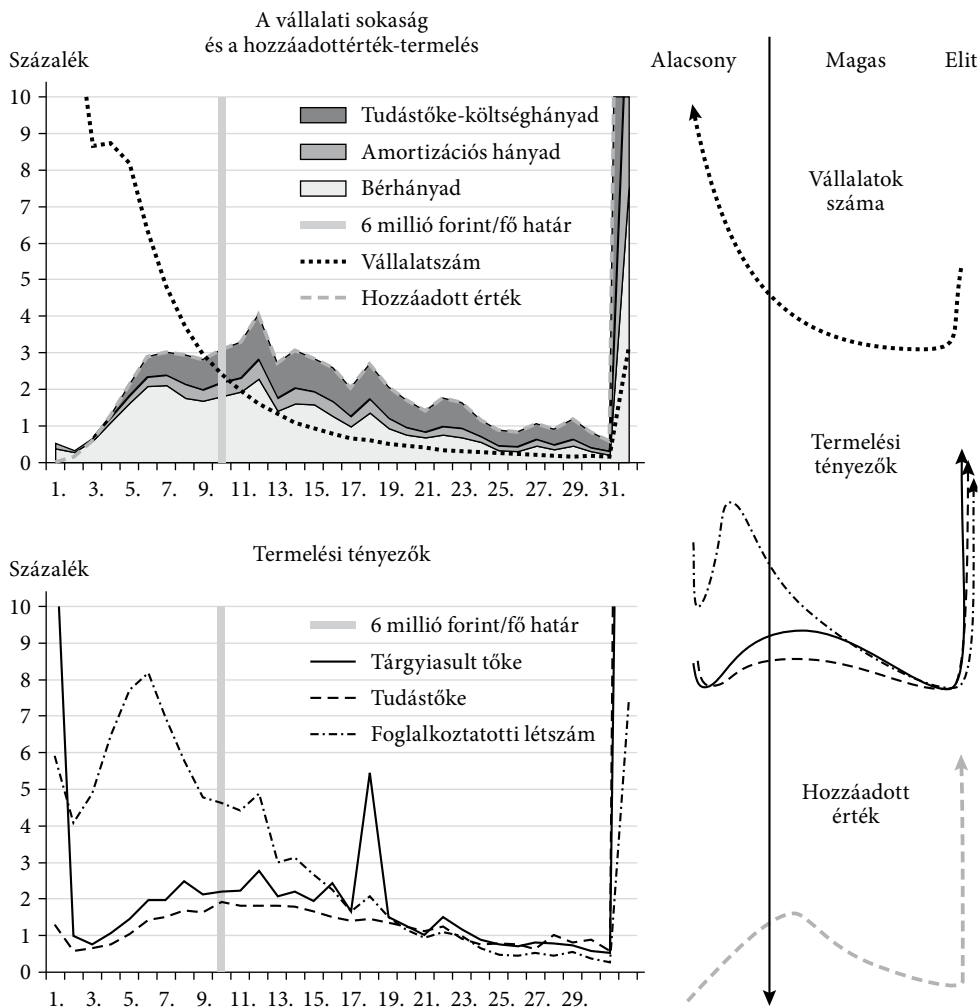 A vállalati sokaság
és a hozzáadottérték-termelés
Százalék
10
9
8
7
6
5
4
3
2
1
0
Tudástőke-költséghányad
Amortizációs hányad
Bérhányad
6 millió forint/fő határ
Vállalatszám
Hozzáadott érték
1. 3. 5. 7. 9. 11. 13. 15. 17. 19. 21. 23. 25. 27. 29. 31.
Termelési tényezők
Százalék
10
9
8
7
6
5
4
3
2
1
0
6 millió forint/fő határ
Tárgyiasult tőke
Tudástőke
Foglalkoztatotti létszám
1. 3. 5. 7. 9. 11. 13. 15. 17. 19. 21. 23. 25. 27. 29.
Alacsony Magas Elit
Vállalatok
száma
Termelési
tényezők
Hozzáadott
érték